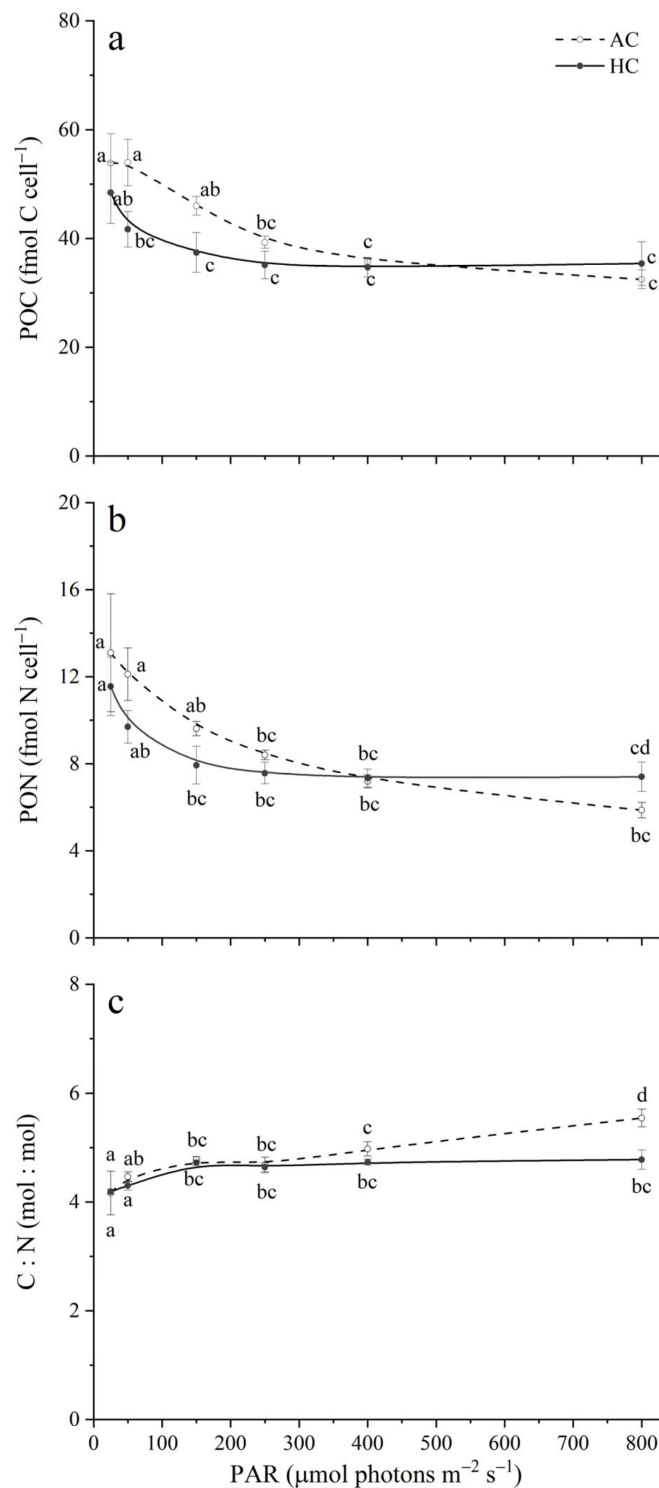 80
a
AC
HC
60
a
a
ab
ab
bc
bc
c
c
c
c
c
c
40
20
0
POC (fmol C cell⁻¹)
20
b
16
a
a
a
ab
ab
bc
bc
cd
bc
bc
bc
bc
12
8
4
0
PON (fmol N cell⁻¹)
8
c
6
a
ab
bc
bc
c
d
a
a
bc
bc
bc
bc
4
2
0
C : N (mol : mol)
0 100 200 300 400 500 600 700 800
PAR (μmol photons m⁻² s⁻¹)